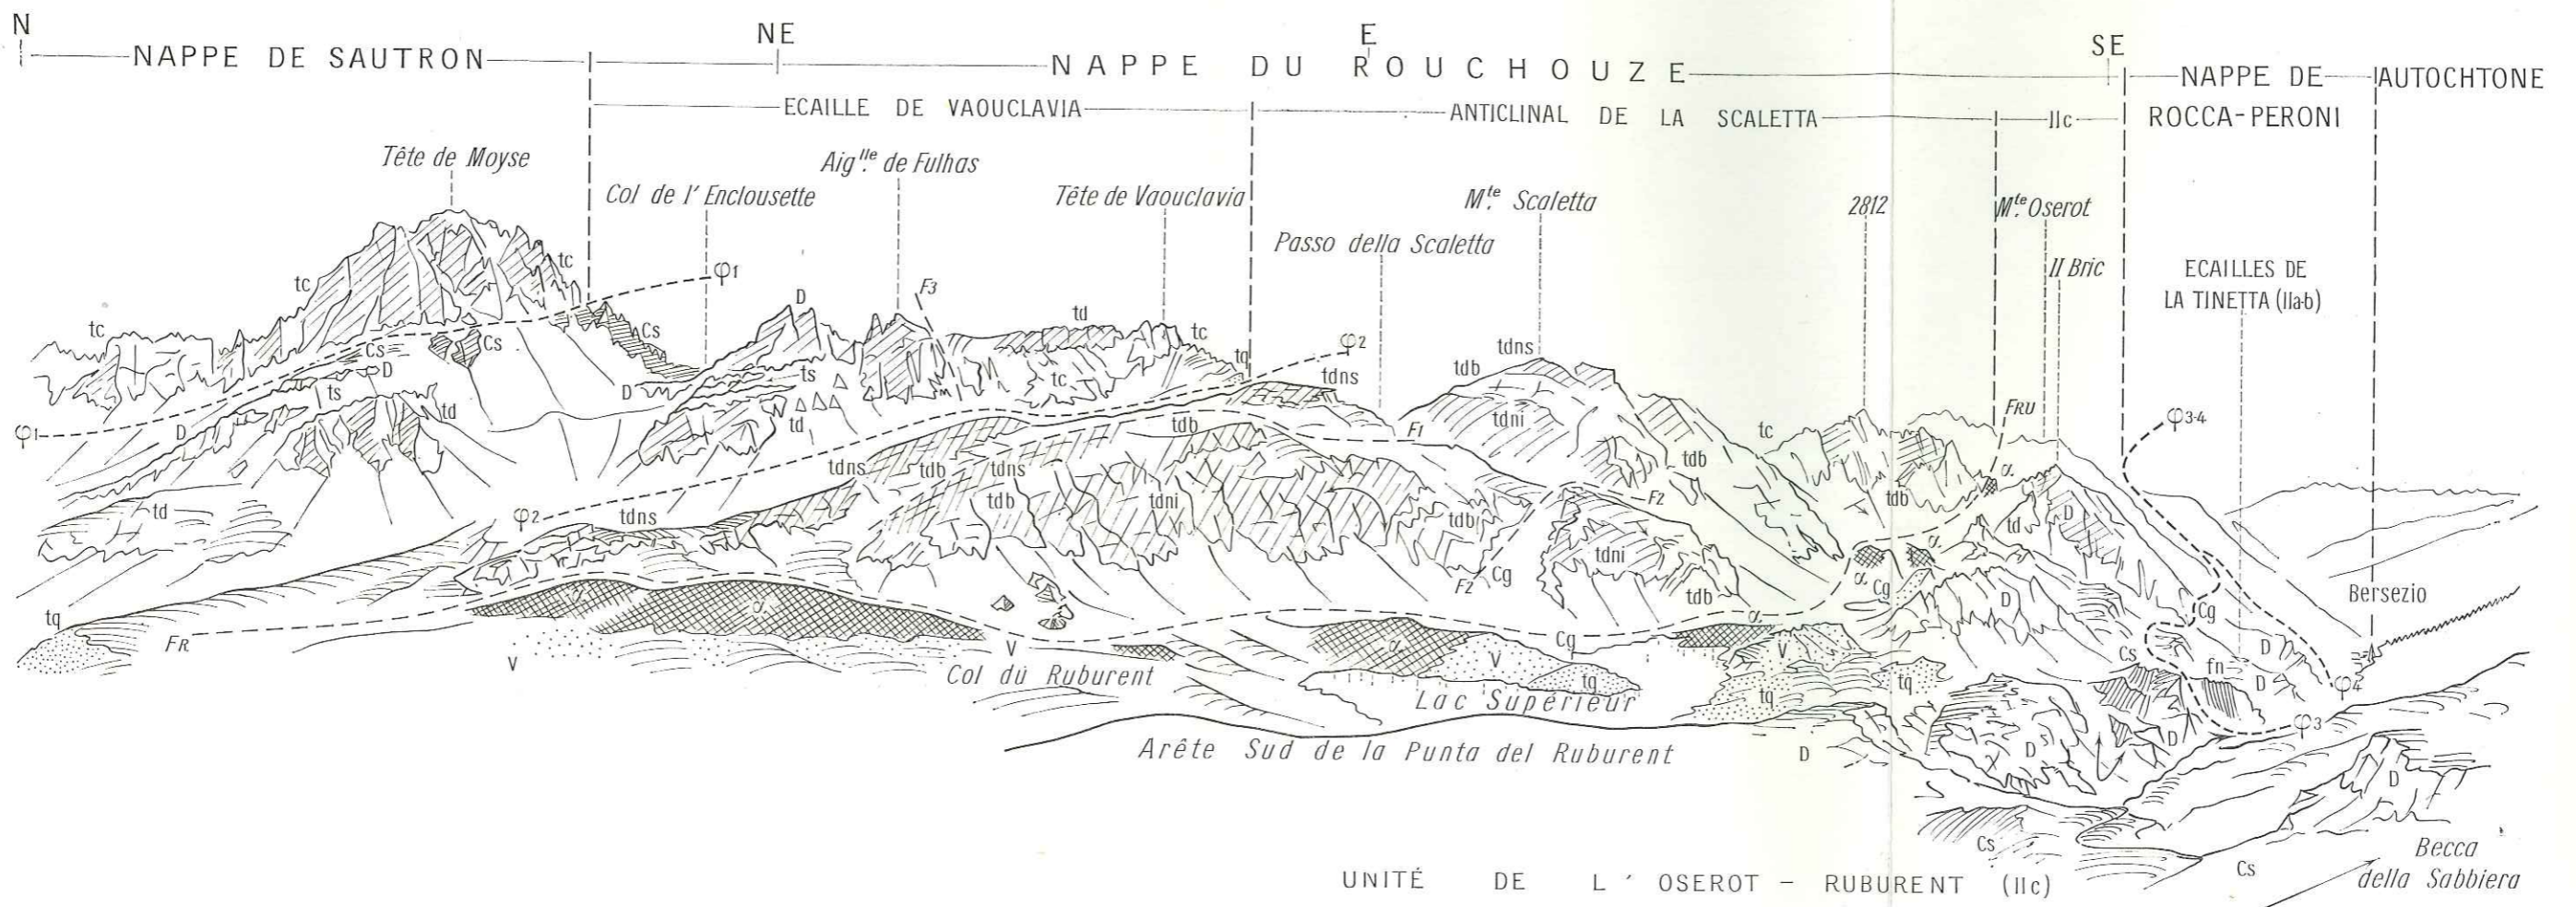 N
NE
E
SE
NAPPE DE SAUTRON
NAPPE DU ROUCHOUZE
NAPPE DE
ROCCA-PERONI
AUTOCHTONE
ECAILLE DE VAOUCLAVIA
ANTICLINAL DE LA SCALETTA
IIc
Tête de Moyse
Col de l'Enclousette
Aig.lle de Fulhas
Tête de Vaouclavia
Passo della Scaletta
M.te Scaletta
2812
M.te Oserot
Il Bric
ECAILLES DE
LA TINETTA (IIa-b)
tc
tc
tc
φ1
D
F3
td
tc
Cs
Cs
Cs
D
D
ts
ts
td
td
tc
tq
φ2
tdns
tdns
tdb
tdni
tc
FRU
φ3-4
φ1
D
td
tdb
F1
tdns
tdb
tdns
tdb
tdni
tdb
tdb
F2
tdb
α
td
D
φ2
tdns
tdni
F2
Cg
tdb
α
α
Cg
D
Bersezio
tq
FR
α
α
V
V
Col du Ruburent
α
V
Cg
tq
α
V
tq
tq
Cg
Cs
fn
D
D
φ4
φ3
Lac Supérieur
Arête Sud de la Punta del Ruburent
D
D
D
D
Cs
Cs
Becca
della Sabbiera
UNITÉ DE L'OSEROT - RUBURENT (IIc)